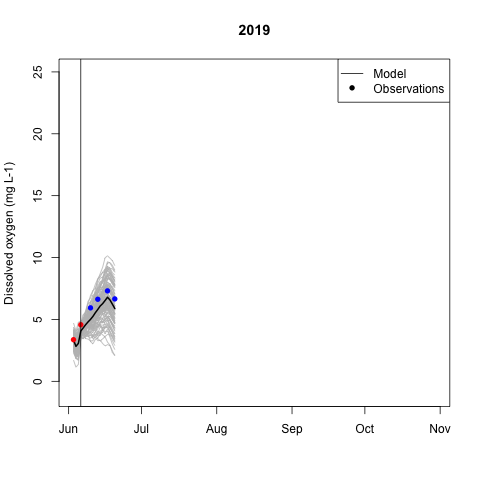 2019
Model
Observations
Dissolved oxygen (mg L-1)
25
20
15
10
5
0
Jun Jul Aug Sep Oct Nov